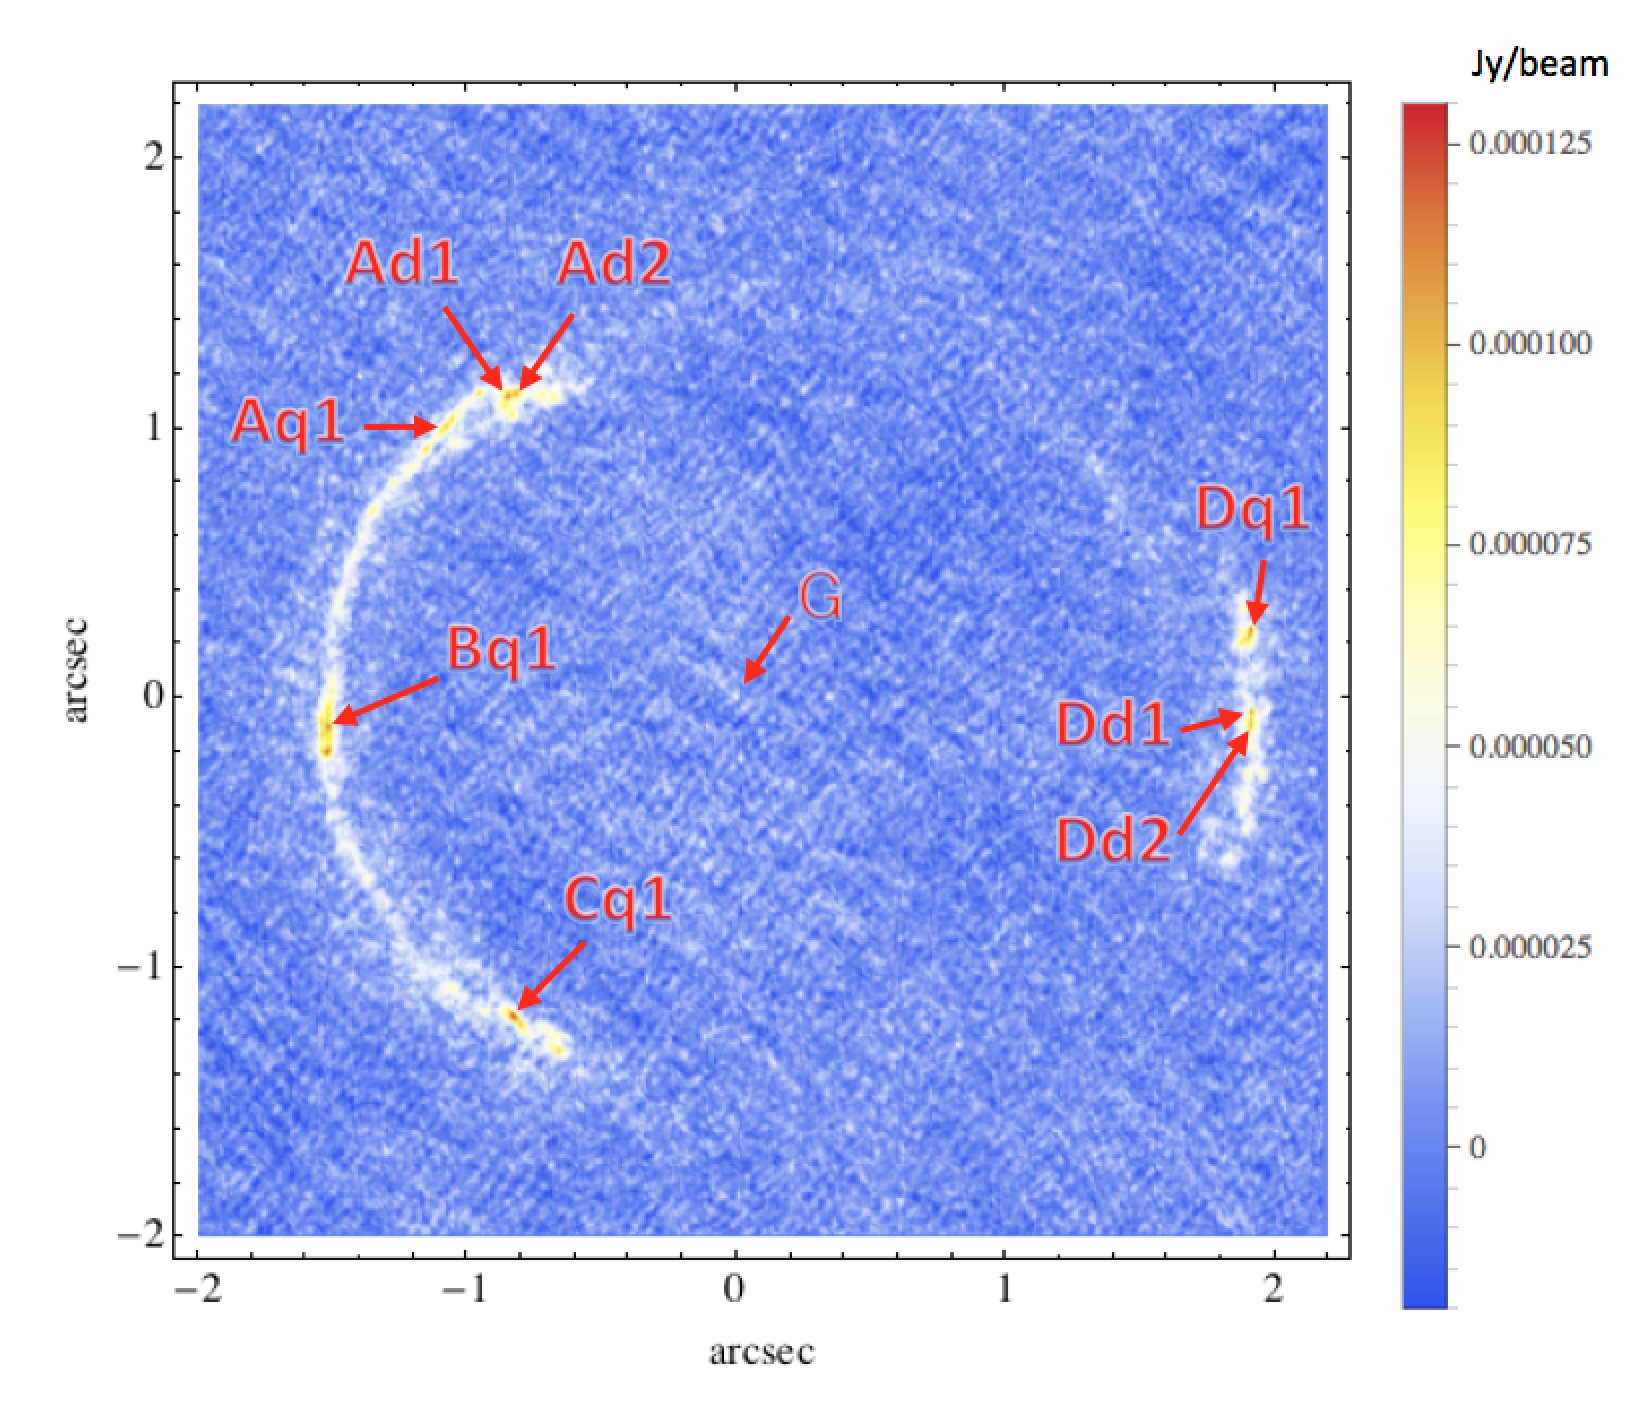 Jy/beam
0.000125
0.000100
0.000075
0.000050
0.000025
0
2
1
0
−1
−2
arcsec
Ad1
Ad2
Aq1
Dq1
G
Bq1
Dd1
Dd2
Cq1
−2
−1
0
1
2
arcsec